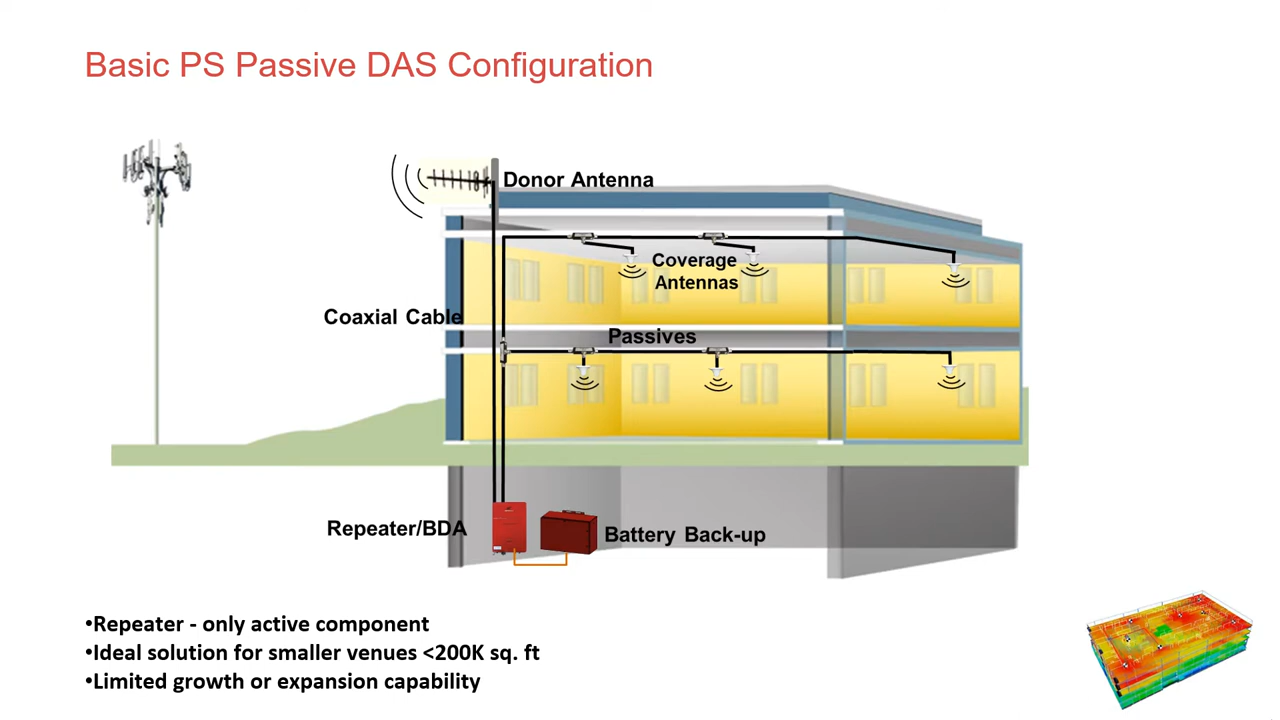 Basic PS Passive DAS Configuration
Donor Antenna
Coverage
Antennas
Coaxial Cable
Passives
Repeater/BDA
Battery Back-up
•Repeater - only active component
•Ideal solution for smaller venues <200K sq. ft
•Limited growth or expansion capability